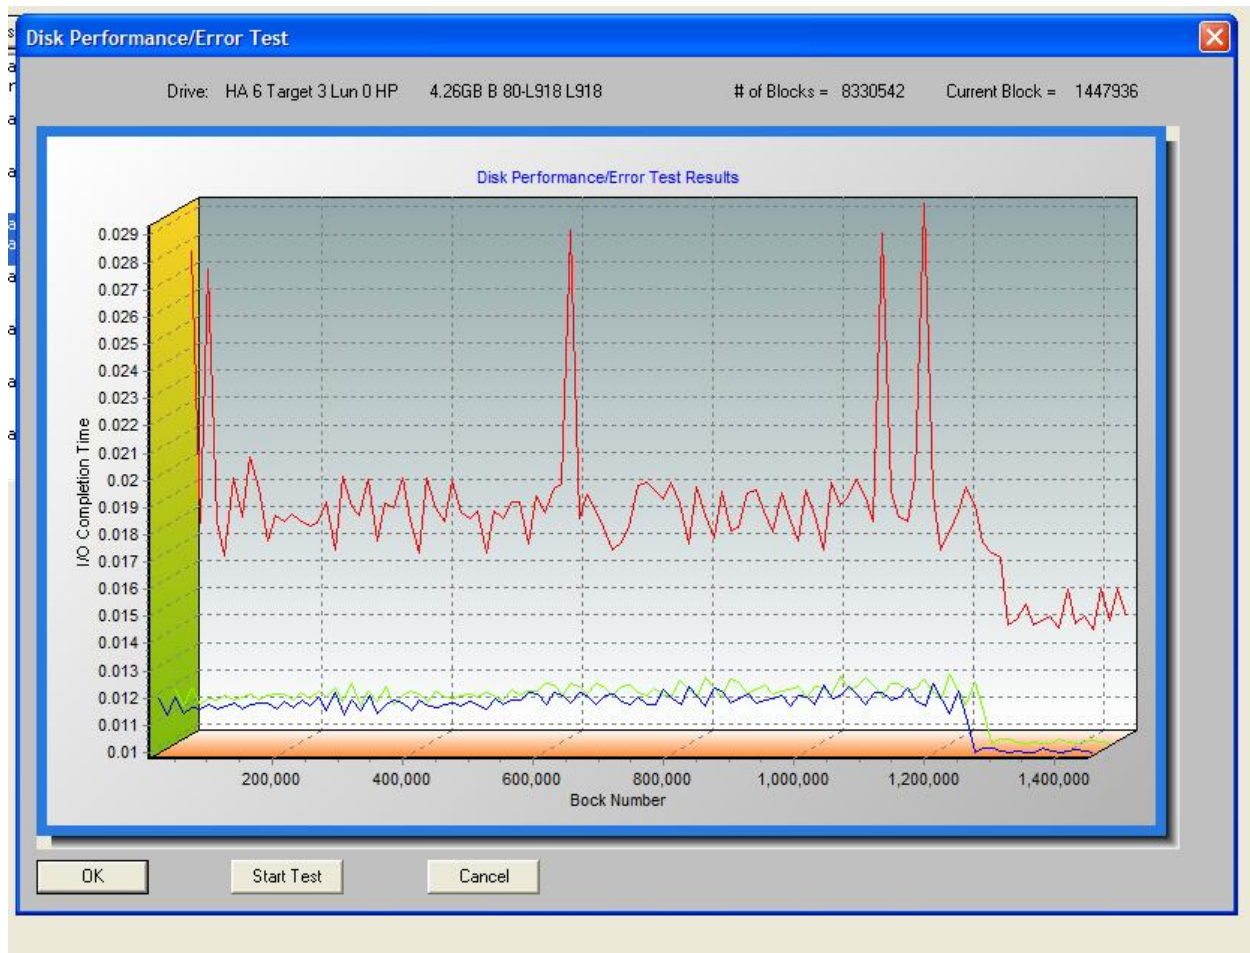 Disk Performance/Error Test
Drive: HA 6 Target 3 Lun 0 HP 4.26GB B 80-L918 L918 # of Blocks = 8330542 Current Block = 1447936
Disk Performance/Error Test Results
0.029
0.028
0.027
0.026
0.025
0.024
0.023
0.022
0.021
0.02
0.019
0.018
0.017
0.016
0.015
0.014
0.013
0.012
0.011
0.01
I/O Completion Time
200,000 400,000 600,000 800,000 1,000,000 1,200,000 1,400,000
Bock Number
OK Start Test Cancel